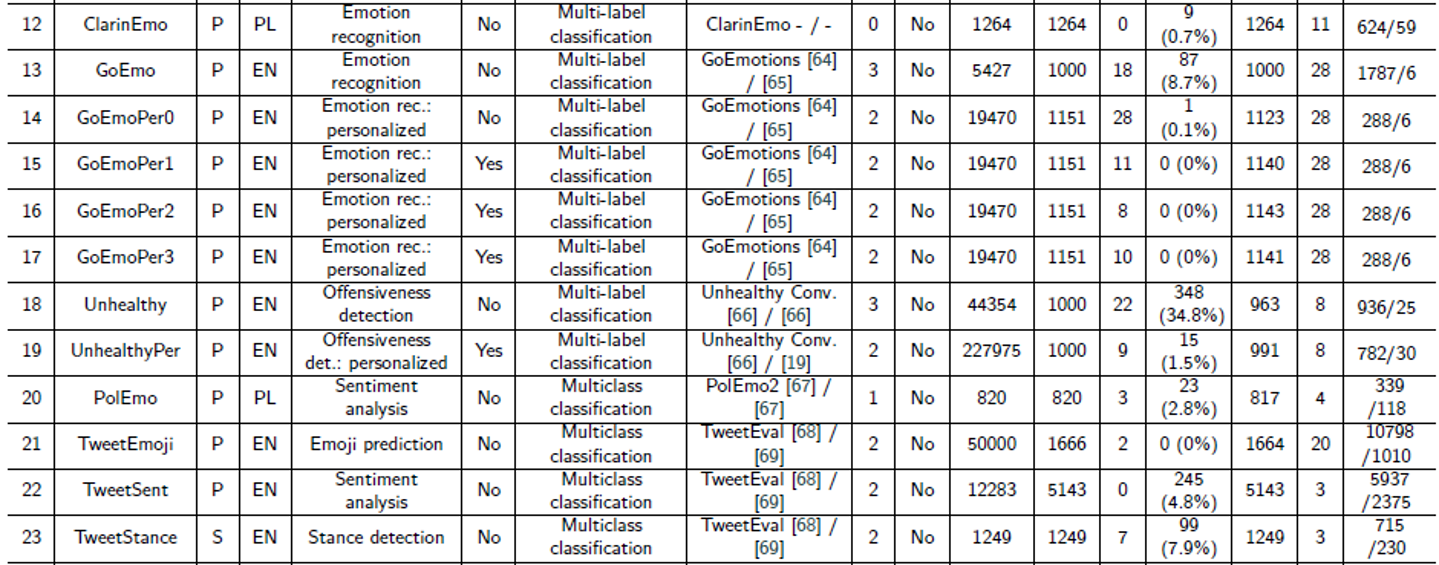 12 ClarinEmo P PL Emotion recognition No Multi-label classification ClarinEmo - / - 0 No 1264 1264 0 9 (0.7%) 1264 11 624/59
13 GoEmo P EN Emotion recognition No Multi-label classification GoEmotions [64] / [65] 3 No 5427 1000 18 87 (8.7%) 1000 28 1787/6
14 GoEmoPer0 P EN Emotion rec.: personalized No Multi-label classification GoEmotions [64] / [65] 2 No 19470 1151 28 1 (0.1%) 1123 28 288/6
15 GoEmoPer1 P EN Emotion rec.: personalized Yes Multi-label classification GoEmotions [64] / [65] 2 No 19470 1151 11 0 (0%) 1140 28 288/6
16 GoEmoPer2 P EN Emotion rec.: personalized Yes Multi-label classification GoEmotions [64] / [65] 2 No 19470 1151 8 0 (0%) 1143 28 288/6
17 GoEmoPer3 P EN Emotion rec.: personalized Yes Multi-label classification GoEmotions [64] / [65] 2 No 19470 1151 10 0 (0%) 1141 28 288/6
18 Unhealthy P EN Offensiveness detection No Multi-label classification Unhealthy Conv. [66] / [66] 3 No 44354 1000 22 348 (34.8%) 963 8 936/25
19 UnhealthyPer P EN Offensiveness det.: personalized Yes Multi-label classification Unhealthy Conv. [66] / [19] 2 No 227975 1000 9 15 (1.5%) 991 8 782/30
20 PolEmo P PL Sentiment analysis No Multiclass classification PolEmo2 [67] / [67] 1 No 820 820 3 23 (2.8%) 817 4 339 /118
21 TweetEmoji P EN Emoji prediction No Multiclass classification TweetEval [68] / [69] 2 No 50000 1666 2 0 (0%) 1664 20 10798 /1010
22 TweetSent P EN Sentiment analysis No Multiclass classification TweetEval [68] / [69] 2 No 12283 5143 0 245 (4.8%) 5143 3 5937 /2375
23 TweetStance S EN Stance detection No Multiclass classification TweetEval [68] / [69] 2 No 1249 1249 7 99 (7.9%) 1249 3 715 /230